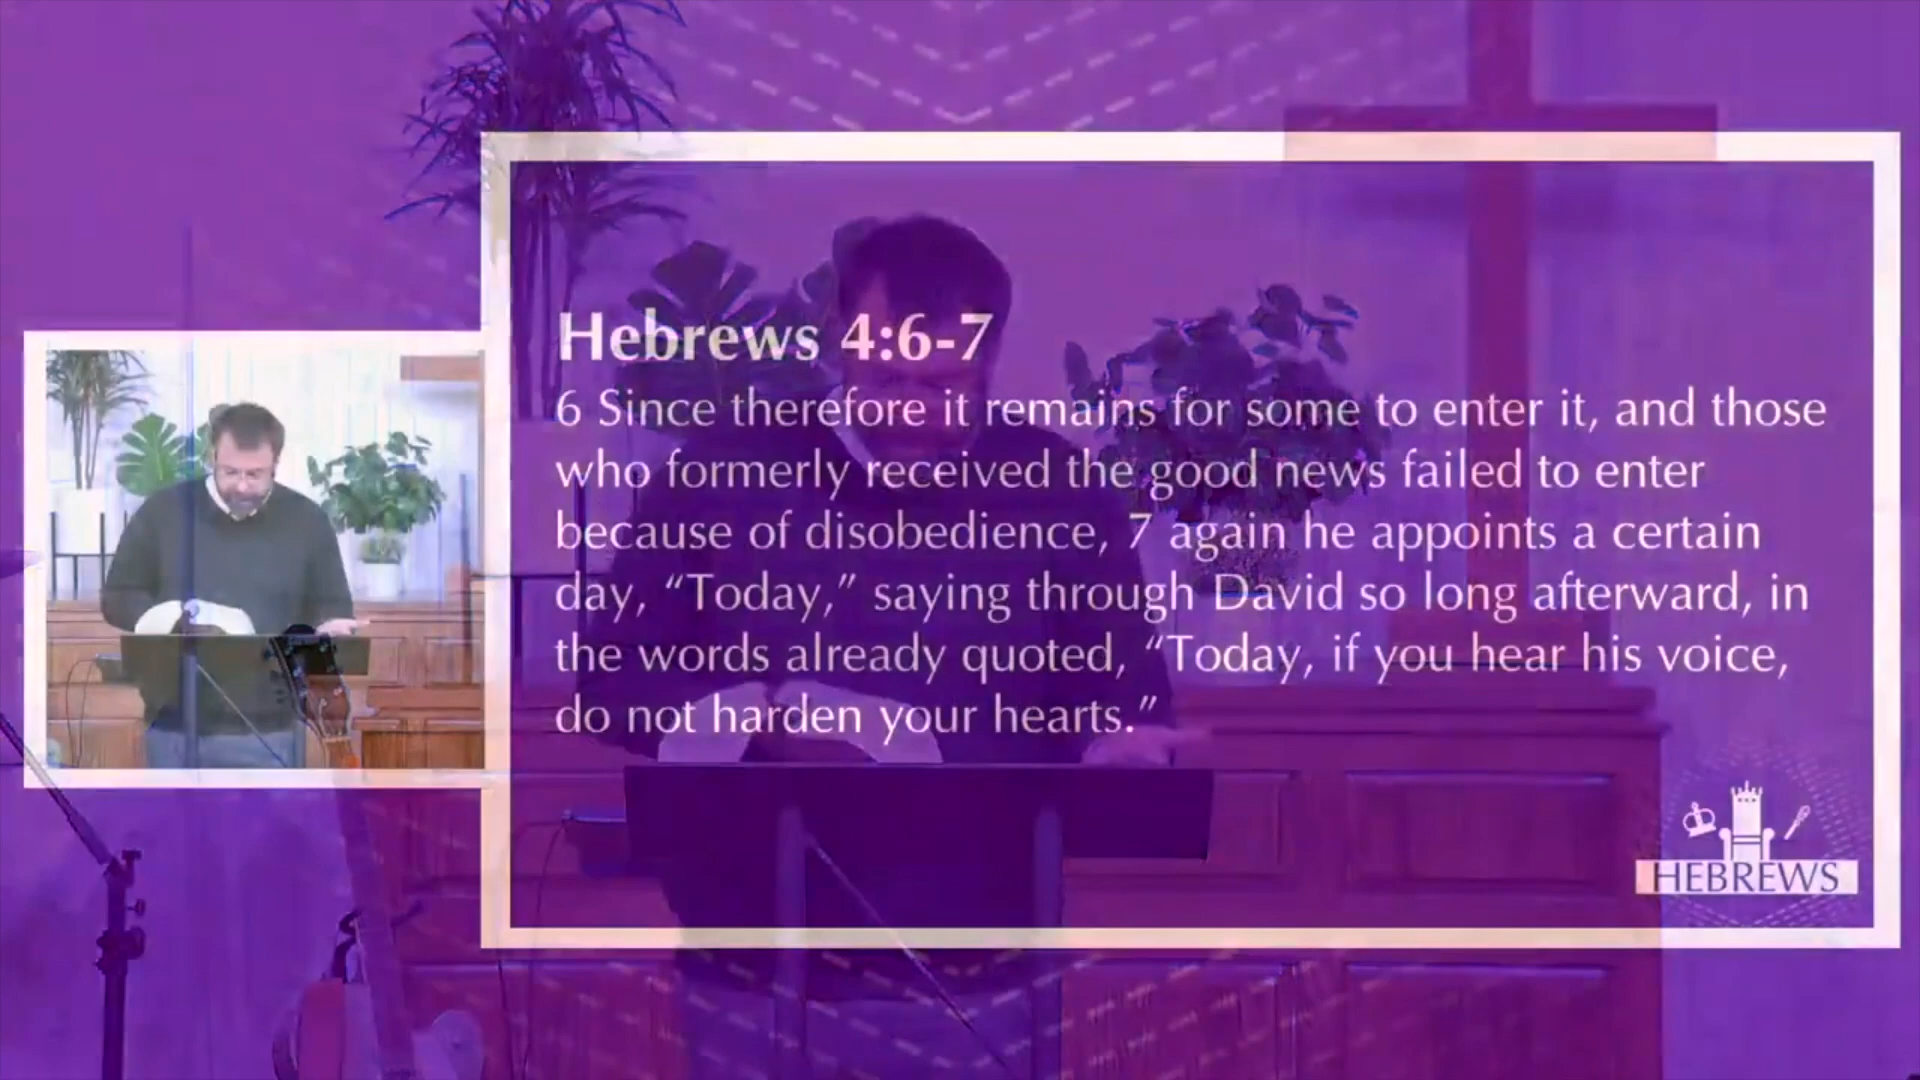 Hebrews 4:6-7
6 Since therefore it remains for some to enter it, and those
who formerly received the good news failed to enter
because of disobedience, 7 again he appoints a certain
day, “Today,” saying through David so long afterward, in
the words already quoted, “Today, if you hear his voice,
do not harden your hearts.”
HEBREWS